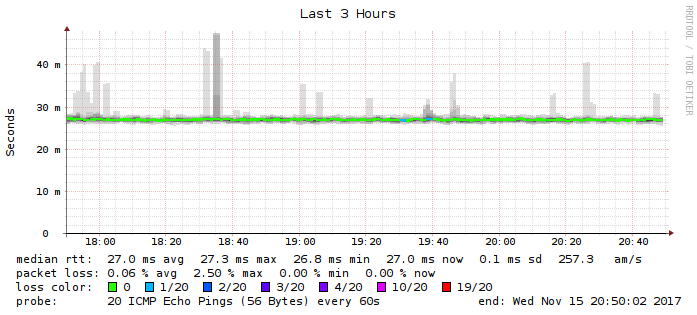 Last 3 Hours
RRDTOOL / TOBI OETIKER
Seconds
40 m
30 m
20 m
10 m
0
18:00 18:20 18:40 19:00 19:20 19:40 20:00 20:20 20:40
median rtt: 27.0 ms avg 27.3 ms max 26.8 ms min 27.0 ms now 0.1 ms sd 257.3 am/s
packet loss: 0.06 % avg 2.50 % max 0.00 % min 0.00 % now
loss color: 0 1/20 2/20 3/20 4/20 10/20 19/20
probe: 20 ICMP Echo Pings (56 Bytes) every 60s end: Wed Nov 15 20:50:02 2017